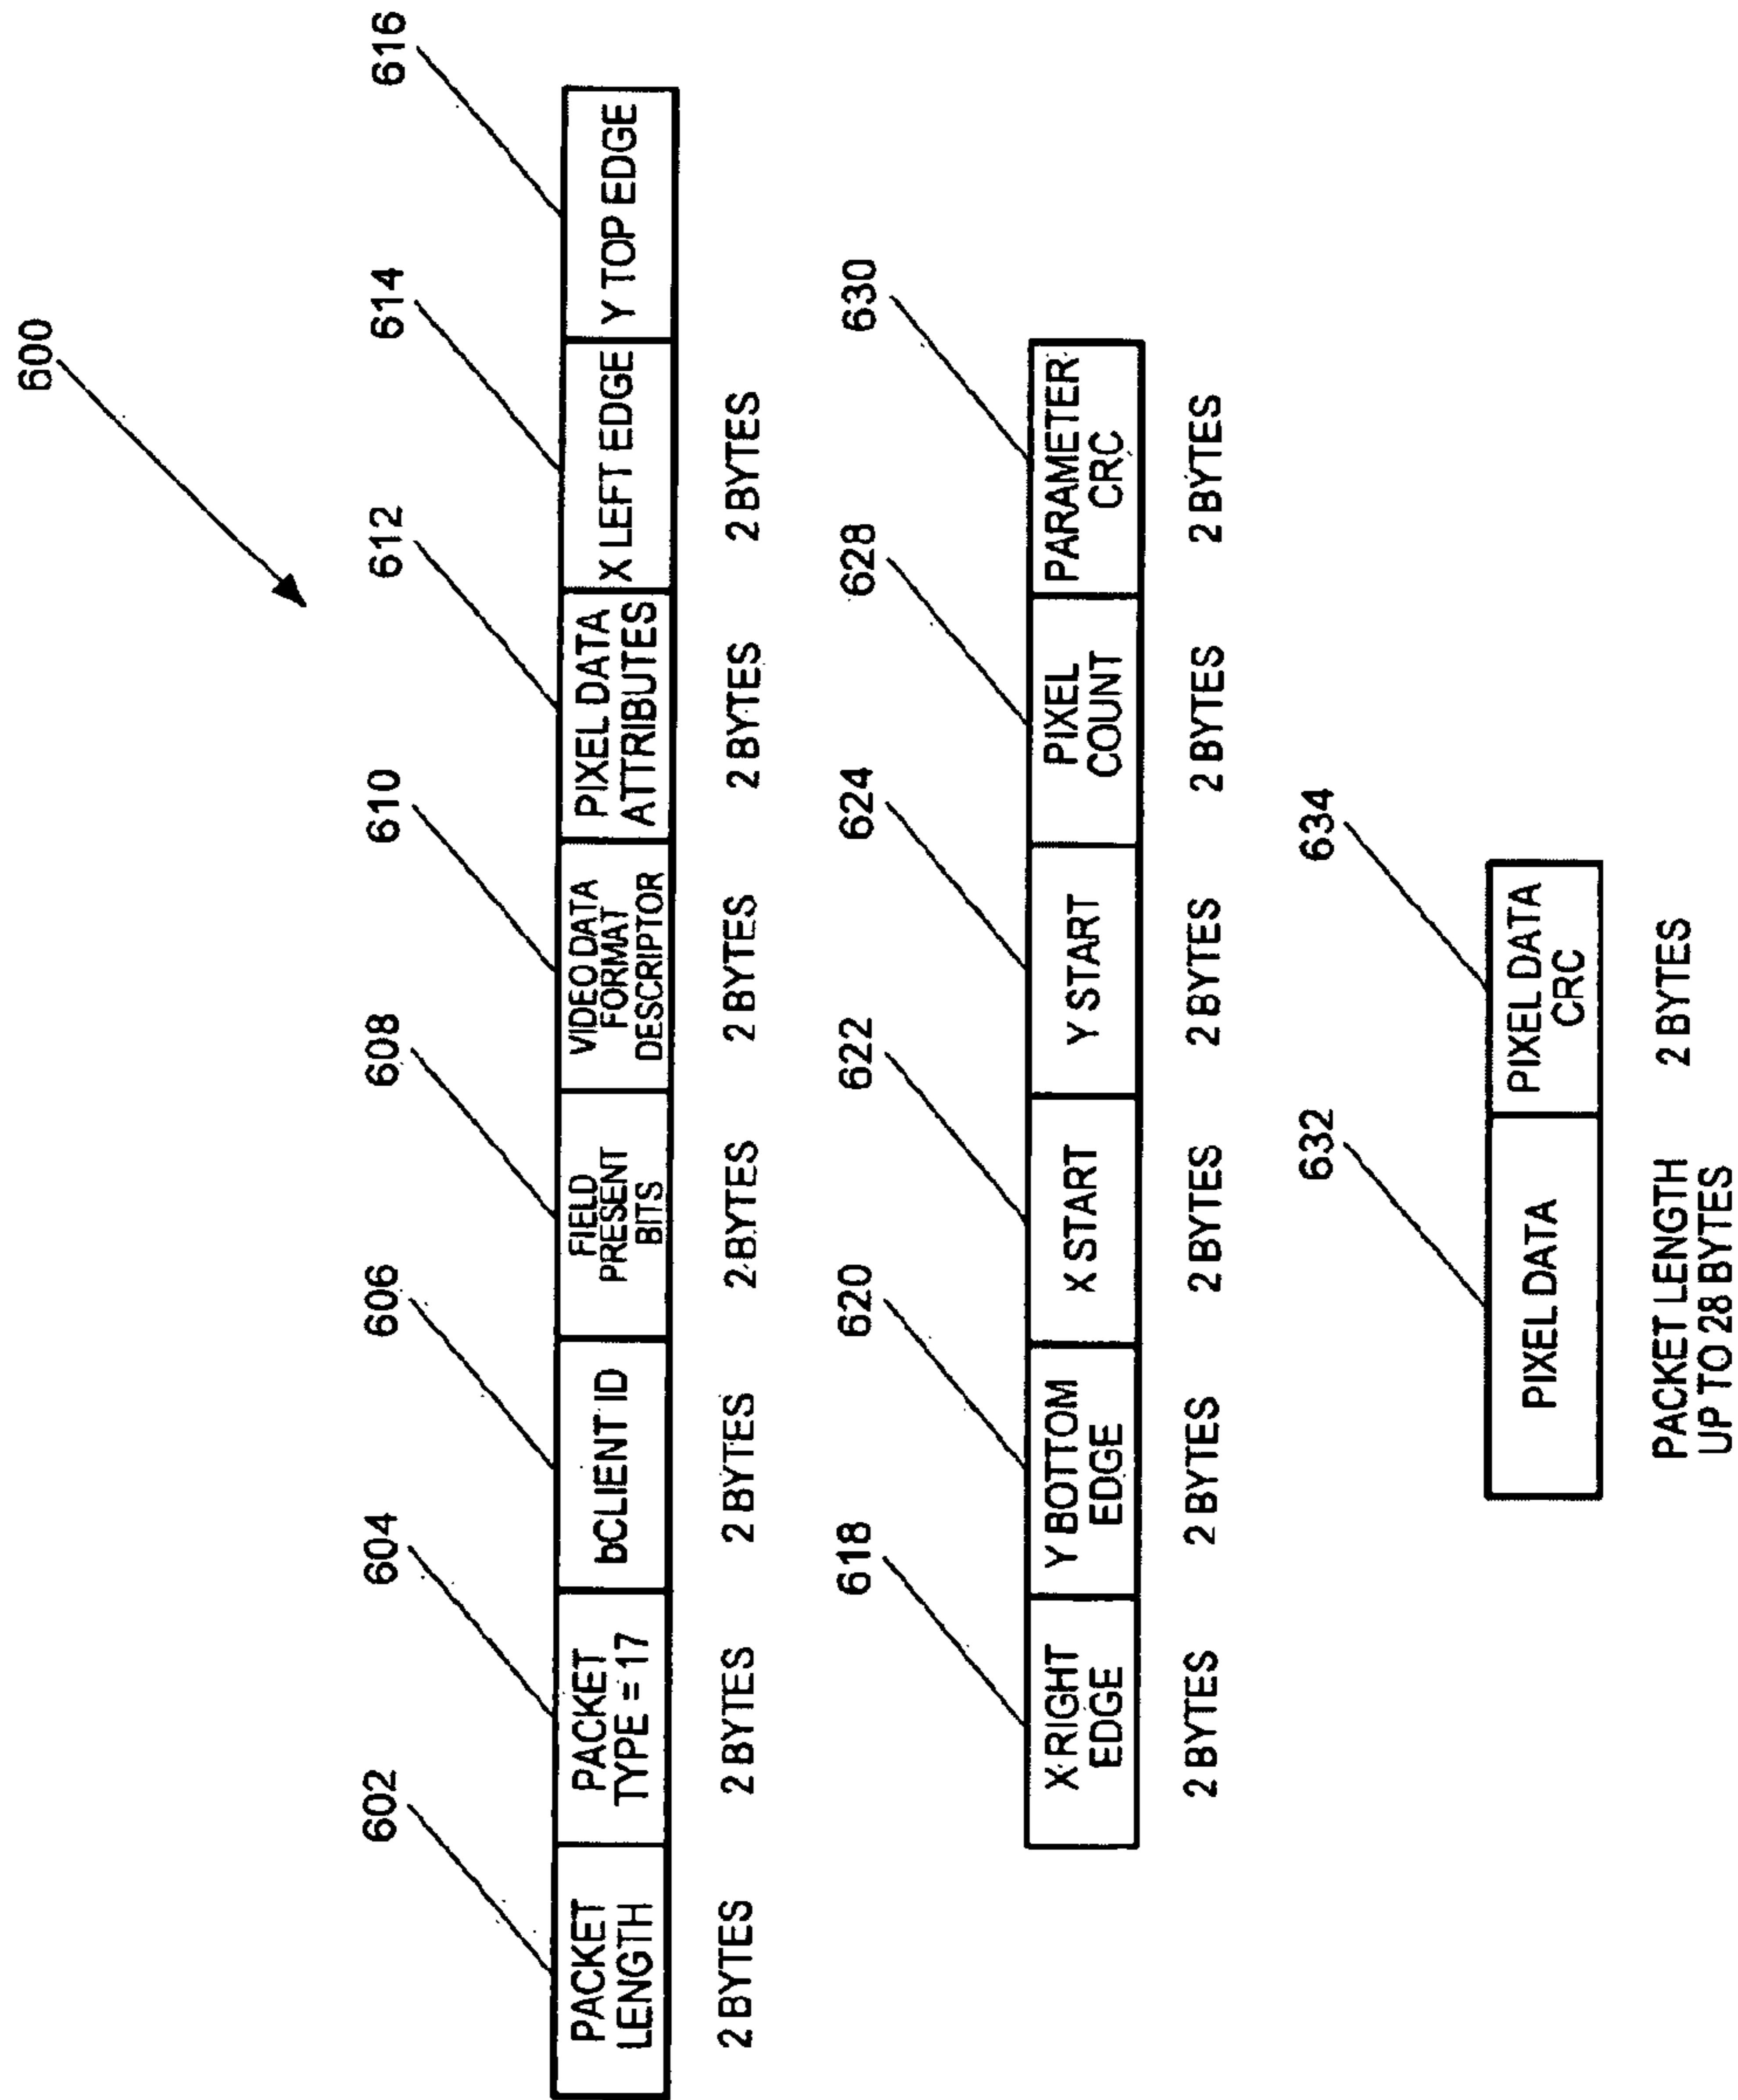 600
602 604 606 608 610 612 614 616
PACKET
LENGTH
PACKET
TYPE = 17
bCLIENT ID
FIELD
PRESENT
BITS
VIDEO DATA
FORMAT
DESCRIPTOR
PIXEL DATA
ATTRIBUTES
X LEFT EDGE
Y TOP EDGE
2 BYTES 2 BYTES 2 BYTES 2 BYTES 2 BYTES 2 BYTES 2 BYTES
618 620 622 624 628 630
X RIGHT
EDGE
Y BOTTOM
EDGE
X START
Y START
PIXEL
COUNT
PARAMETER
CRC
2 BYTES 2 BYTES 2 BYTES 2 BYTES 2 BYTES 2 BYTES
632 634
PIXEL DATA
PIXEL DATA
CRC
PACKET LENGTH
UP TO 28 BYTES
2 BYTES